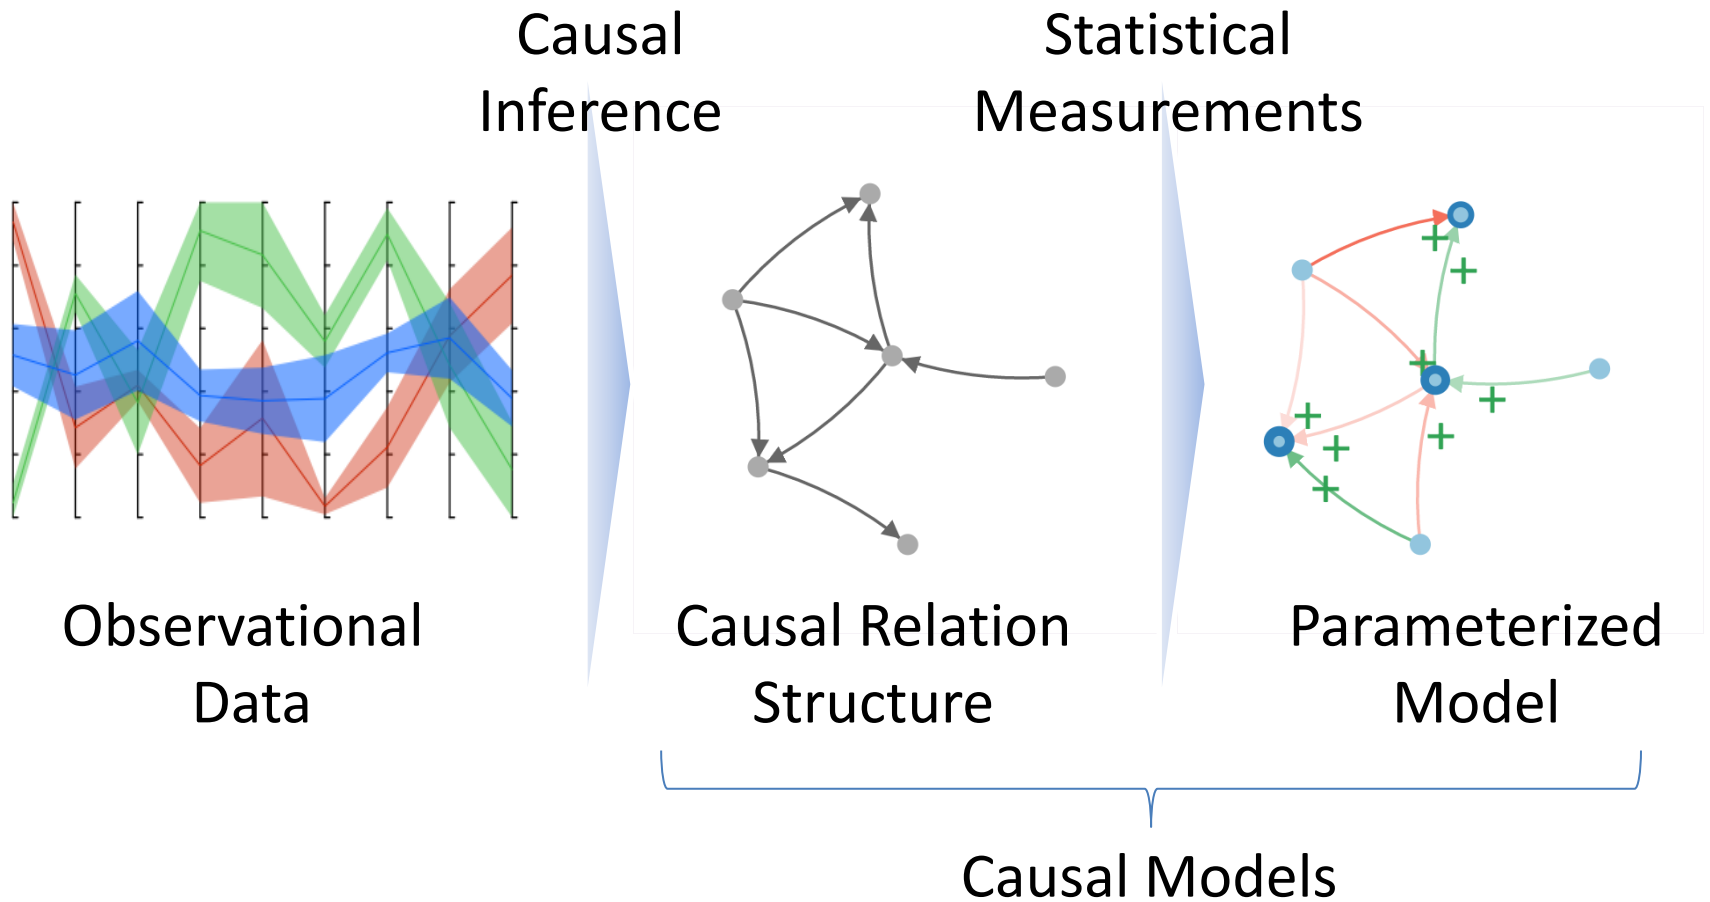 Causal
Inference
Statistical
Measurements
Observational
Data
Causal Relation
Structure
Parameterized
Model
Causal Models